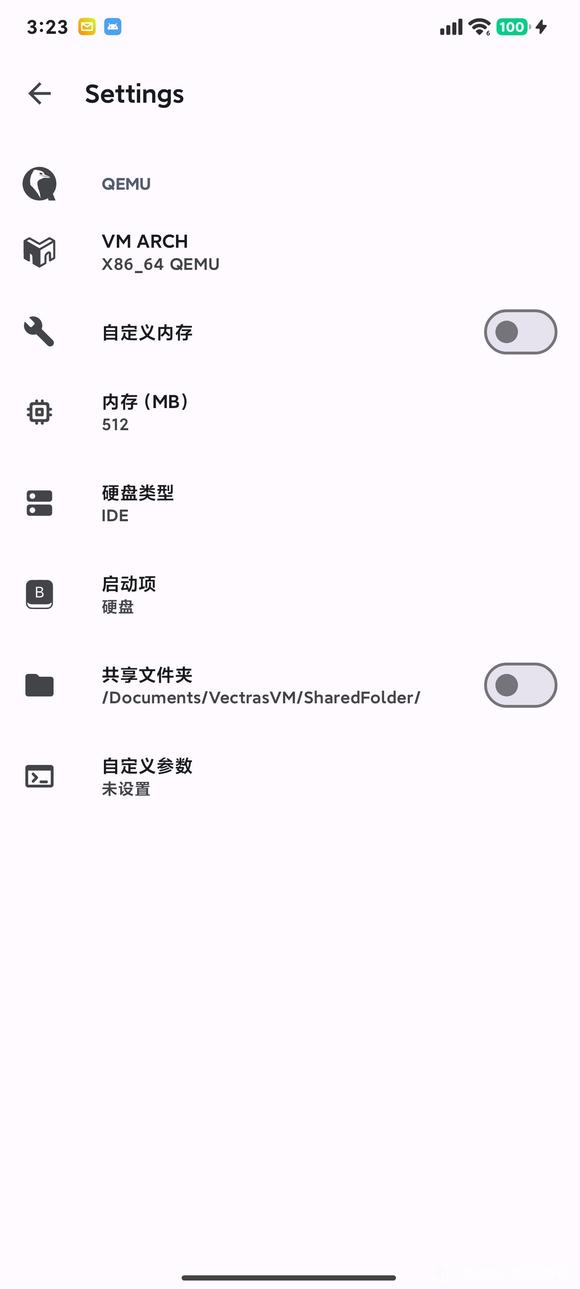 3:23
6
100
Settings
QEMU
VM ARCH
X86_64 QEMU
自定义内存
内存 (MB)
512
硬盘类型
IDE
B
启动项
硬盘
共享文件夹
/Documents/VectrasVM/SharedFolder/
自定义参数
未设置